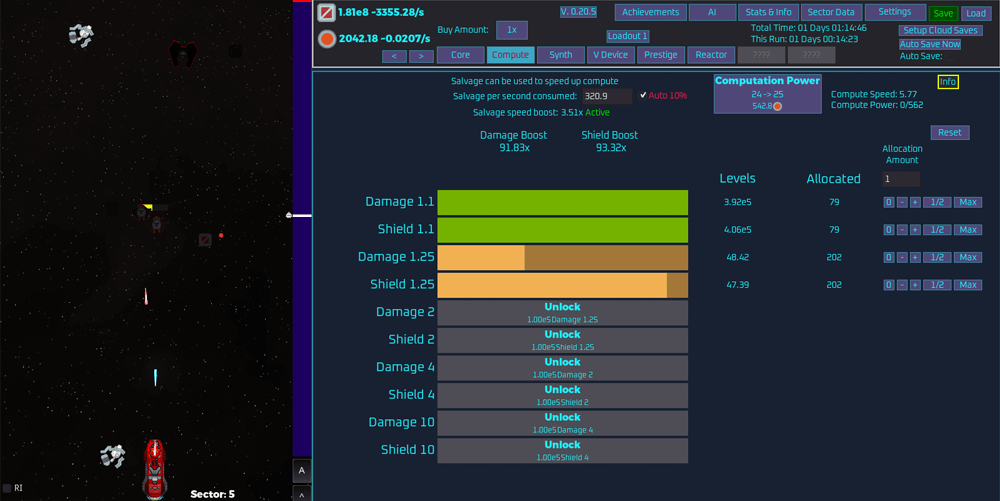 1.81e8 -3355.28/s
2042.18 -0.0207/s
V. 0.20.5
Achievements
AI
Stats & Info
Sector Data
Settings
Save
Load
Buy Amount:
1x
Loadout 1
Total Time: 01 Days 01:14:46
This Run: 01 Days 00:14:23
Setup Cloud Saves
Auto Save Now
Auto Save:
<
>
Core
Compute
Synth
V Device
Prestige
Reactor
????
????
Salvage can be used to speed up compute
Salvage per second consumed:
320.9
Auto 10%
Salvage speed boost: 3.51x Active
Computation Power
24 -> 25
542.8
Compute Speed: 5.77
Compute Power: 0/562
Info
Damage Boost
91.83x
Shield Boost
93.32x
Reset
Allocation
Amount
1
Levels
Allocated
Damage 1.1
3.92e5
79
0
-
+
1/2
Max
Shield 1.1
4.06e5
79
0
-
+
1/2
Max
Damage 1.25
48.42
202
0
-
+
1/2
Max
Shield 1.25
47.39
202
0
-
+
1/2
Max
Damage 2
Unlock
1.00e5Damage 1.25
Shield 2
Unlock
1.00e5Shield 1.25
Damage 4
Unlock
1.00e5Damage 2
Shield 4
Unlock
1.00e5Shield 2
Damage 10
Unlock
1.00e5Damage 4
Shield 10
Unlock
1.00e5Shield 4
A
^
RI
Sector: 5